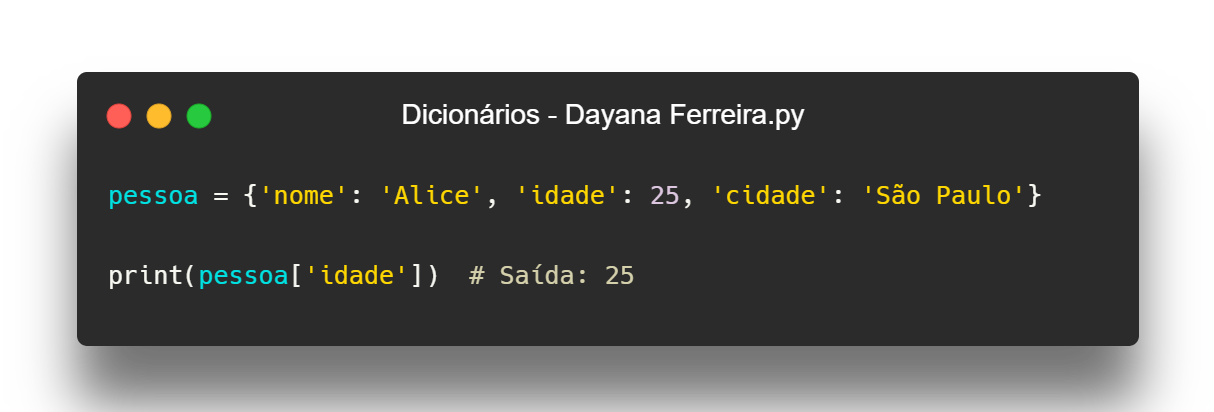 Dicionários - Dayana Ferreira.py
pessoa = {'nome': 'Alice', 'idade': 25, 'cidade': 'São Paulo'}
print(pessoa['idade'])  # Saída: 25